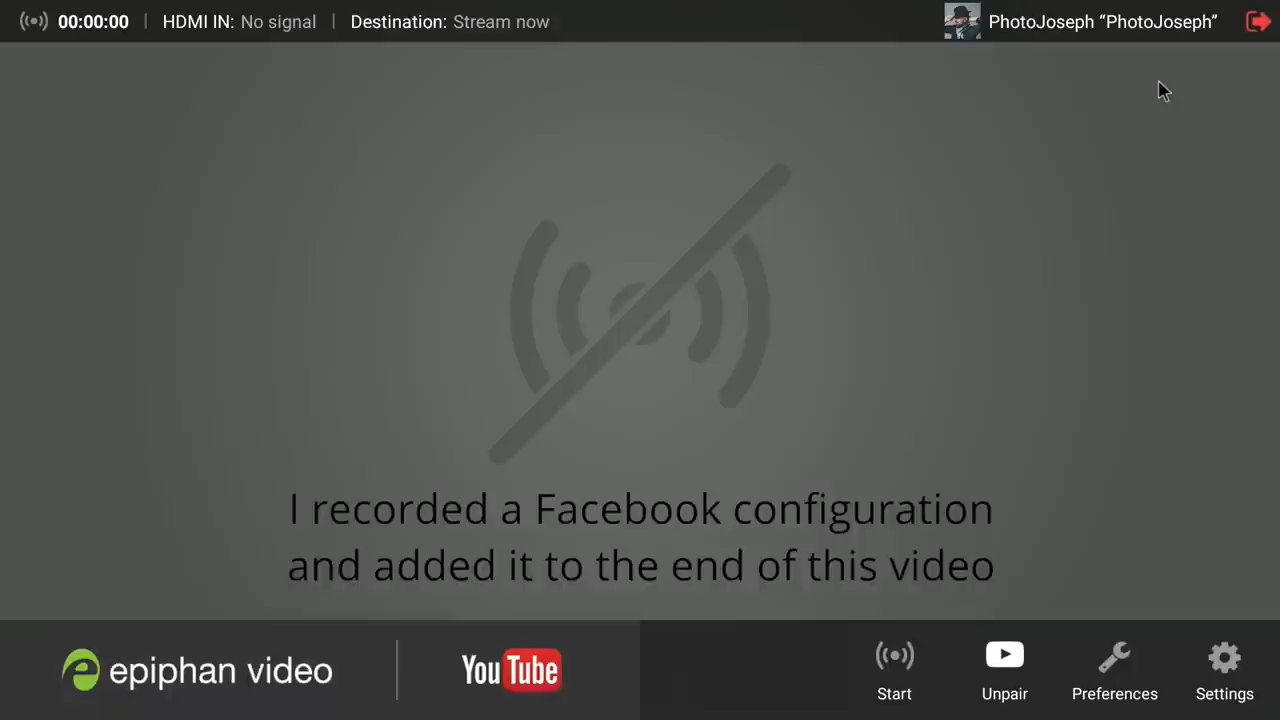 00:00:00 HDMI IN: No signal Destination: Stream now PhotoJoseph “PhotoJoseph”
I recorded a Facebook configuration
and added it to the end of this video
epiphan video YouTube
Start Unpair Preferences Settings